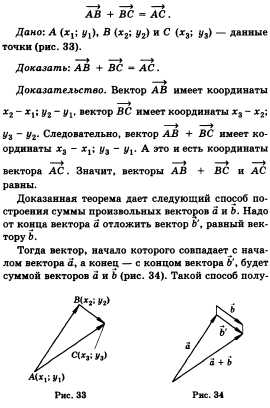 AB + BC = AC.
Дано: A (x₁; y₁), B (x₂; y₂) и C (x₃; y₃) — данные
точки (рис. 33).
Доказать: AB + BC = AC.
Доказательство. Вектор AB имеет координаты
x₂ – x₁; y₂ – y₁, вектор BC имеет координаты x₃ – x₂;
y₃ – y₂. Следовательно, вектор AB + BC имеет ко-
ординаты x₃ – x₁; y₃ – y₁. А это и есть координаты
вектора AC. Значит, векторы AB + BC и AC
равны.
Доказанная теорема дает следующий способ по-
строения суммы произвольных векторов a и b. Надо
от конца вектора a отложить вектор b′, равный век-
тору b.
Тогда вектор, начало которого совпадает с нача-
лом вектора a, а конец — с концом вектора b′, будет
суммой векторов a и b (рис. 34). Такой способ полу-
B(x₂; y₂)
C(x₃; y₃)
A(x₁; y₁)
Рис. 33
b
b′
a
a + b
Рис. 34